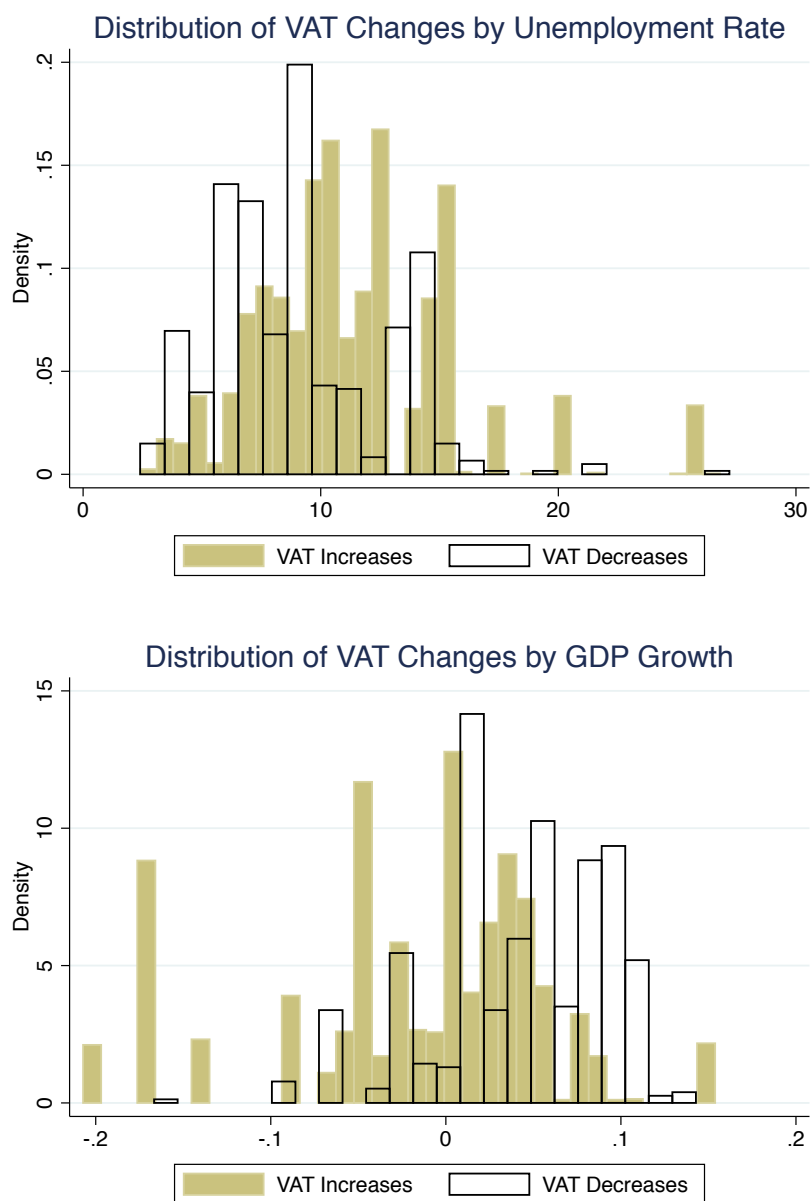 Distribution of VAT Changes by Unemployment Rate
.2
.15
.1
.05
0
Density
0 10 20 30
VAT Increases VAT Decreases
Distribution of VAT Changes by GDP Growth
15
10
5
0
Density
-.2 -.1 0 .1 .2
VAT Increases VAT Decreases